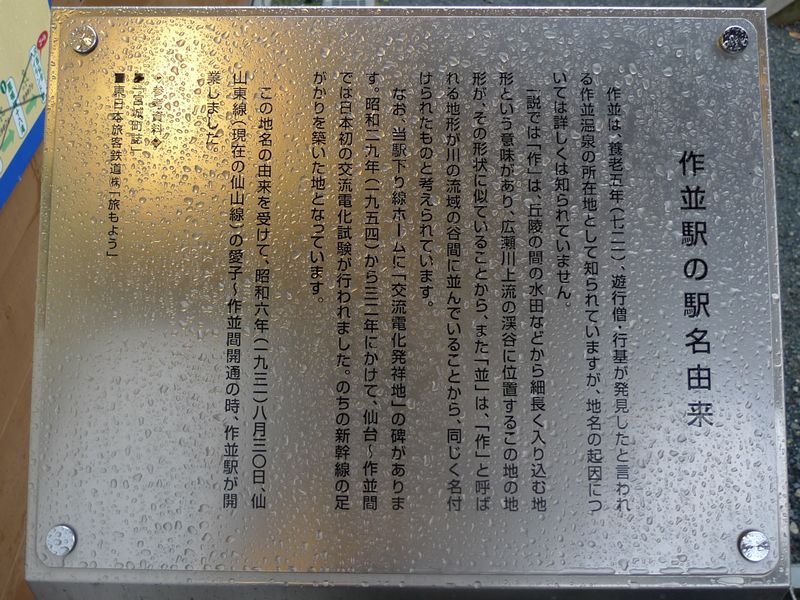 作並駅の駅名由来
作並は、養老五年（七二一）、遊行僧・行基が発見したと言われ
る作並温泉の所在地として知られていますが、地名の起因につ
いては詳しくは知られていません。
一説では「作」は、丘陵の間の水田などから細長く入り込む地
形という意味があり、広瀬川上流の渓谷に位置するこの地の地
形が、その形状に似ていることから、また「並」は、「作」と呼ば
れる地形が川の流域の谷間に並んでいることから、同じく名付
けられたものと考えられています。
なお、当駅下り線ホームに「交流電化発祥地」の碑がありま
す。昭和二九年（一九五四）から三二年にかけて、仙台～作並間
では日本初の交流電化試験が行われました。のちの新幹線の足
がかりを築いた地となっています。
この地名の由来を受けて、昭和六年（一九三一）八月三〇日、仙
山東線（現在の仙山線）の愛子～作並間開通の時、作並駅が開
業しました。
◆参考資料◆
■「宮城町誌」
■東日本旅客鉄道㈱「旅もよう」